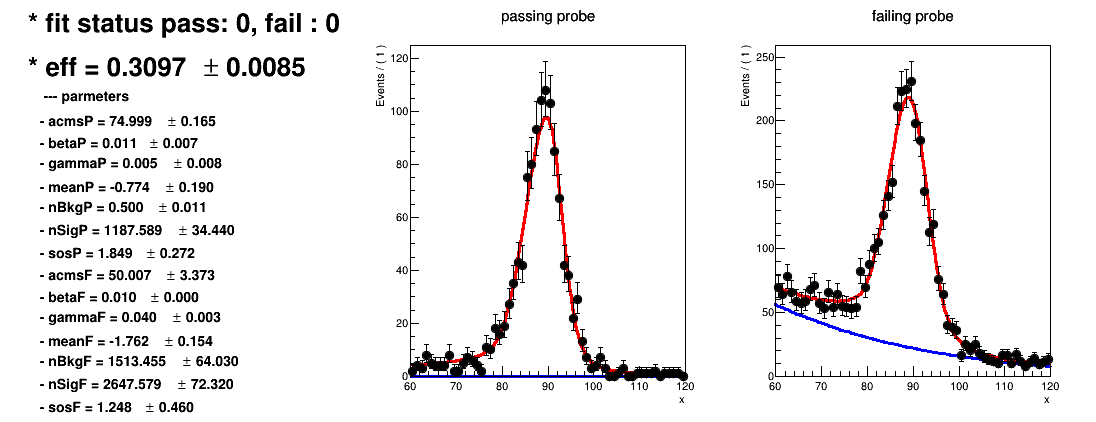 * fit status pass: 0, fail : 0
* eff = 0.3097 ± 0.0085
--- parmeters
- acmsP = 74.999 ± 0.165
- betaP = 0.011 ± 0.007
- gammaP = 0.005 ± 0.008
- meanP = -0.774 ± 0.190
- nBkgP = 0.500 ± 0.011
- nSigP = 1187.589 ± 34.440
- sosP = 1.849 ± 0.272
- acmsF = 50.007 ± 3.373
- betaF = 0.010 ± 0.000
- gammaF = 0.040 ± 0.003
- meanF = -1.762 ± 0.154
- nBkgF = 1513.455 ± 64.030
- nSigF = 2647.579 ± 72.320
- sosF = 1.248 ± 0.460
passing probe
Events / ( 1 )
120
100
80
60
40
20
0
60 70 80 90 100 110 120
x
failing probe
Events / ( 1 )
250
200
150
100
50
0
60 70 80 90 100 110 120
x